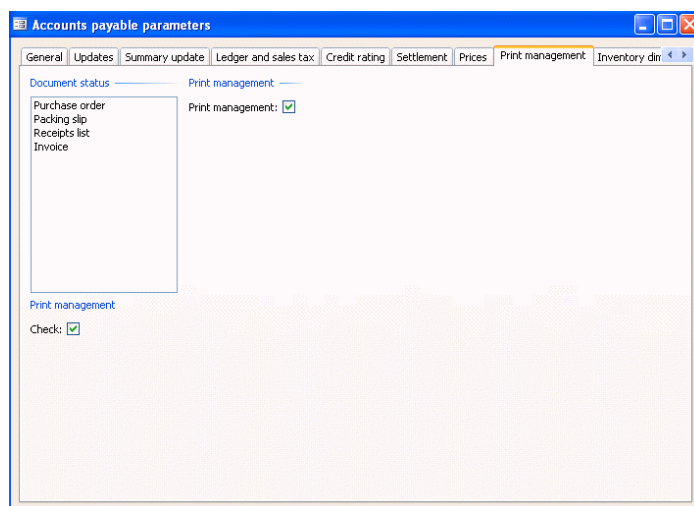 Accounts payable parameters
General Updates Summary update Ledger and sales tax Credit rating Settlement Prices Print management Inventory dim
Document status Print management
Purchase order Print management:
Packing slip
Receipts list
Invoice
Print management
Check: